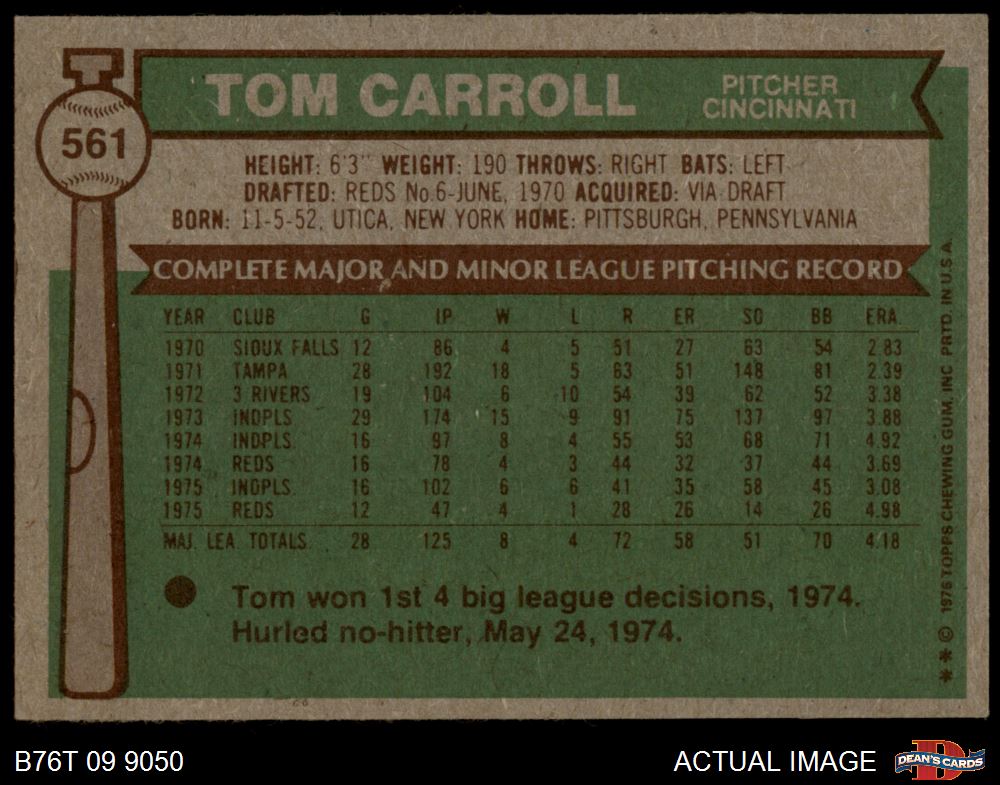 TOM CARROLL
PITCHER
CINCINNATI
561
HEIGHT: 6'3" WEIGHT: 190 THROWS: RIGHT BATS: LEFT
DRAFTED: REDS No.6-JUNE, 1970 ACQUIRED: VIA DRAFT
BORN: 11-5-52, UTICA, NEW YORK HOME: PITTSBURGH, PENNSYLVANIA
COMPLETE MAJOR AND MINOR LEAGUE PITCHING RECORD
YEAR CLUB G IP W L R ER SO BB ERA
1970 SIOUX FALLS 12 86 4 5 51 27 63 54 2.83
1971 TAMPA 28 192 18 5 63 51 148 81 2.39
1972 3 RIVERS 19 104 6 10 54 39 62 52 3.38
1973 INDPLS 29 174 15 9 91 75 137 97 3.88
1974 INDPLS. 16 97 8 4 55 53 68 71 4.92
1974 REDS 16 78 4 3 44 32 37 44 3.69
1975 INDPLS. 16 102 6 6 41 35 58 45 3.08
1975 REDS 12 47 4 1 28 26 14 26 4.98
MAJ. LEA. TOTALS 28 125 8 4 72 58 51 70 4.18
Tom won 1st 4 big league decisions, 1974.
Hurled no-hitter, May 24, 1974.
** © 1976 TOPPS CHEWING GUM, INC PRTD. IN U.S.A.
B76T 09 9050
ACTUAL IMAGE
D
DEAN'S CARDS